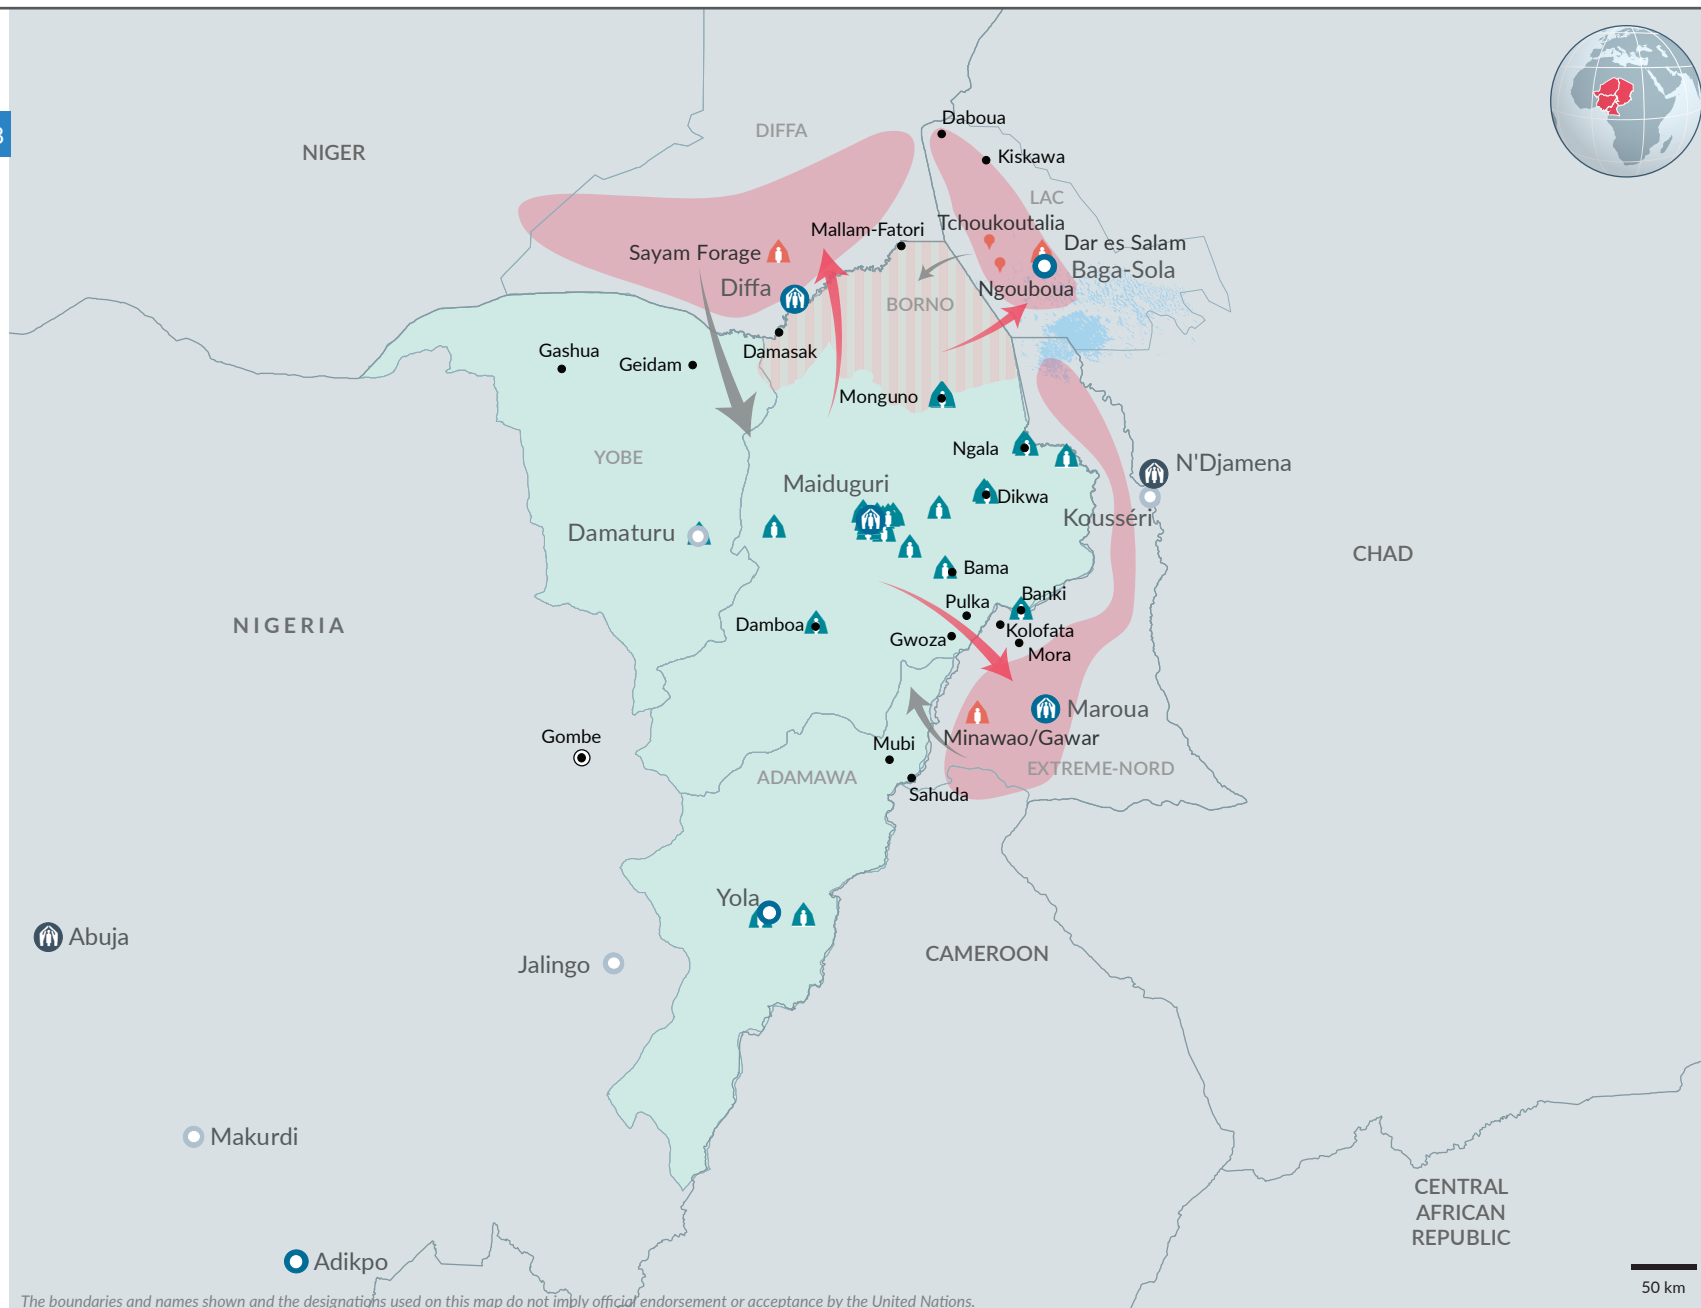 Daboua
DIFFA
NIGER
Kiskawa
LAC
Tchoukoutalia
Mallam-Fatori
Dar es Salam
Sayam Forage
Baga-Sola
Diffa
Ngouboua
BORNO
Damasak
Gashua
Geidam
Monguno
Ngala
YOBE
N'Djamena
Maiduguri
Dikwa
Kousséri
Damaturu
CHAD
Bama
Banki
Pulka
Damboa
NIGERIA
Kolofata
Gwoza
Mora
Maroua
Gombe
Minawao/Gawar
Mubi
EXTREME-NORD
ADAMAWA
Sahuda
Yola
Abuja
CAMEROON
Jalingo
Makurdi
CENTRAL
AFRICAN
REPUBLIC
Adikpo
50 km
The boundaries and names shown and the designations used on this map do not imply official endorsement or acceptance by the United Nations.